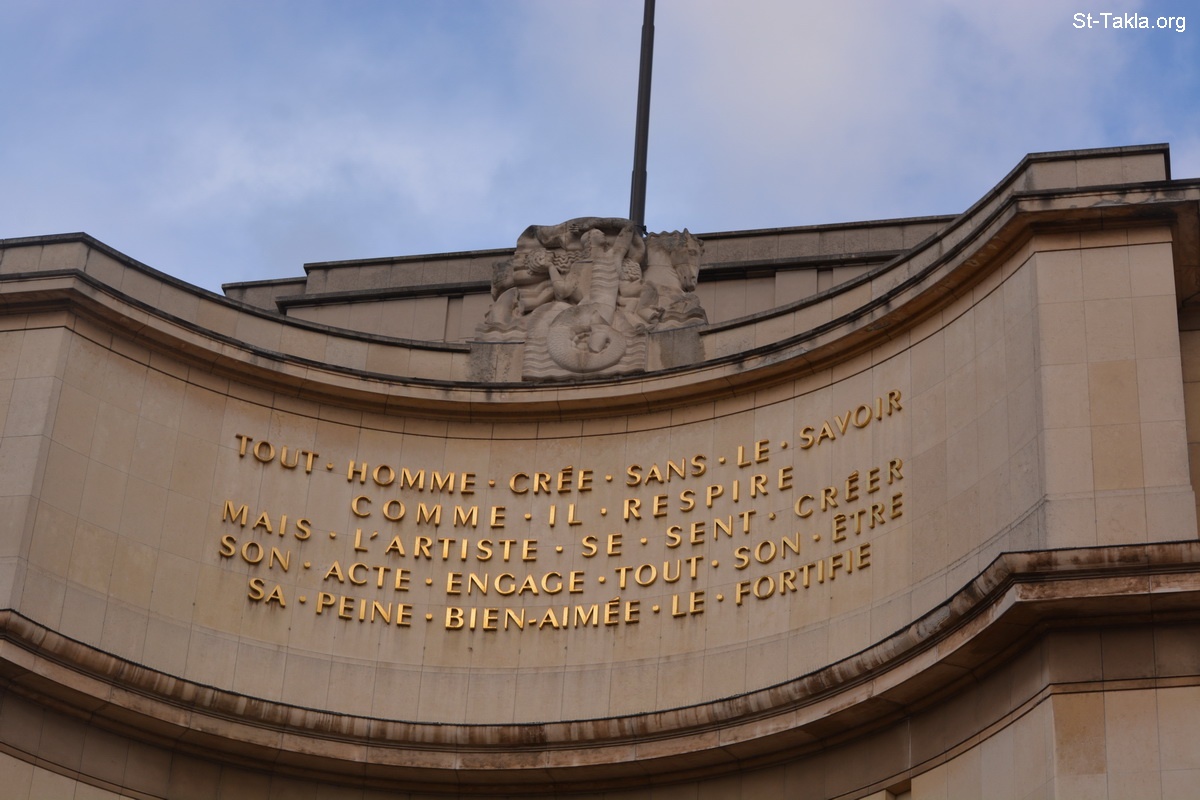 St-Takla.org
TOUT · HOMME · CRÉE · SANS · LE · SAVOIR
COMME · IL · RESPIRE
MAIS · L'ARTISTE · SE · SENT · CRÉER
SON · ACTE · ENGAGE · TOUT · SON · ÊTRE
SA · PEINE · BIEN-AIMÉE · LE · FORTIFIE